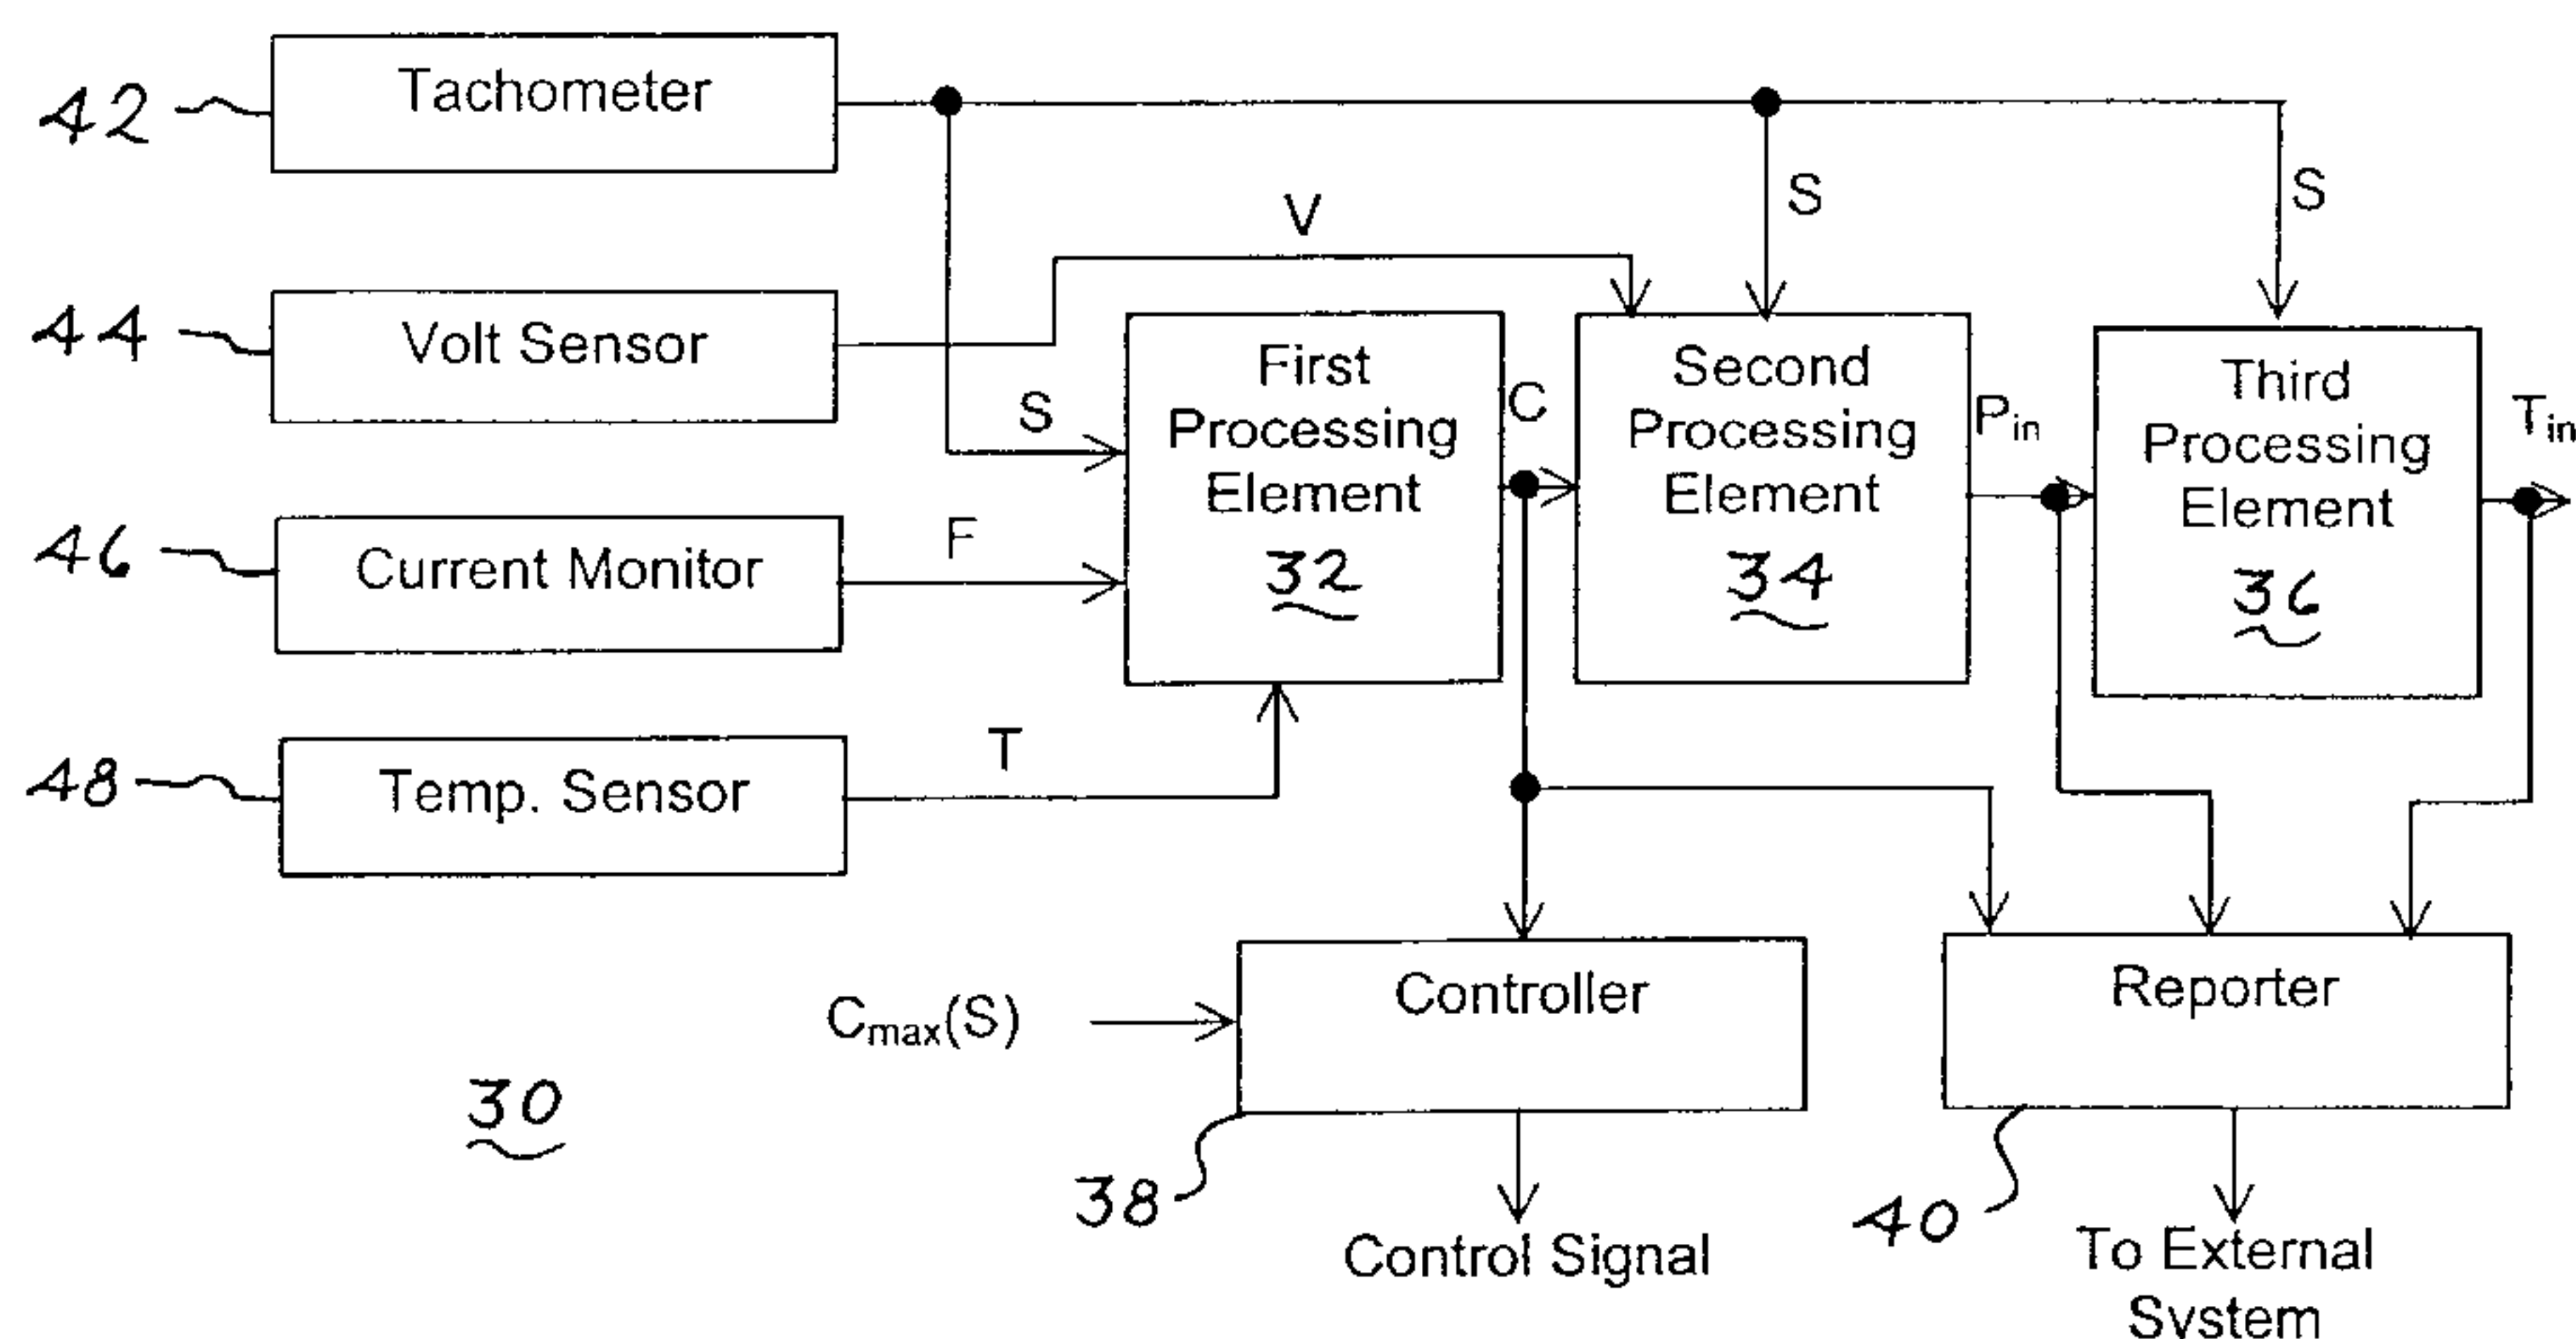 42
Tachometer
S
S
V
44
Volt Sensor
S
First
Processing
Element
32
C
Second
Processing
Element
34
Pin
Third
Processing
Element
36
Tin
46
Current Monitor
F
48
Temp. Sensor
T
Cmax(S)
Controller
Reporter
30
38
40
Control Signal
To External
System